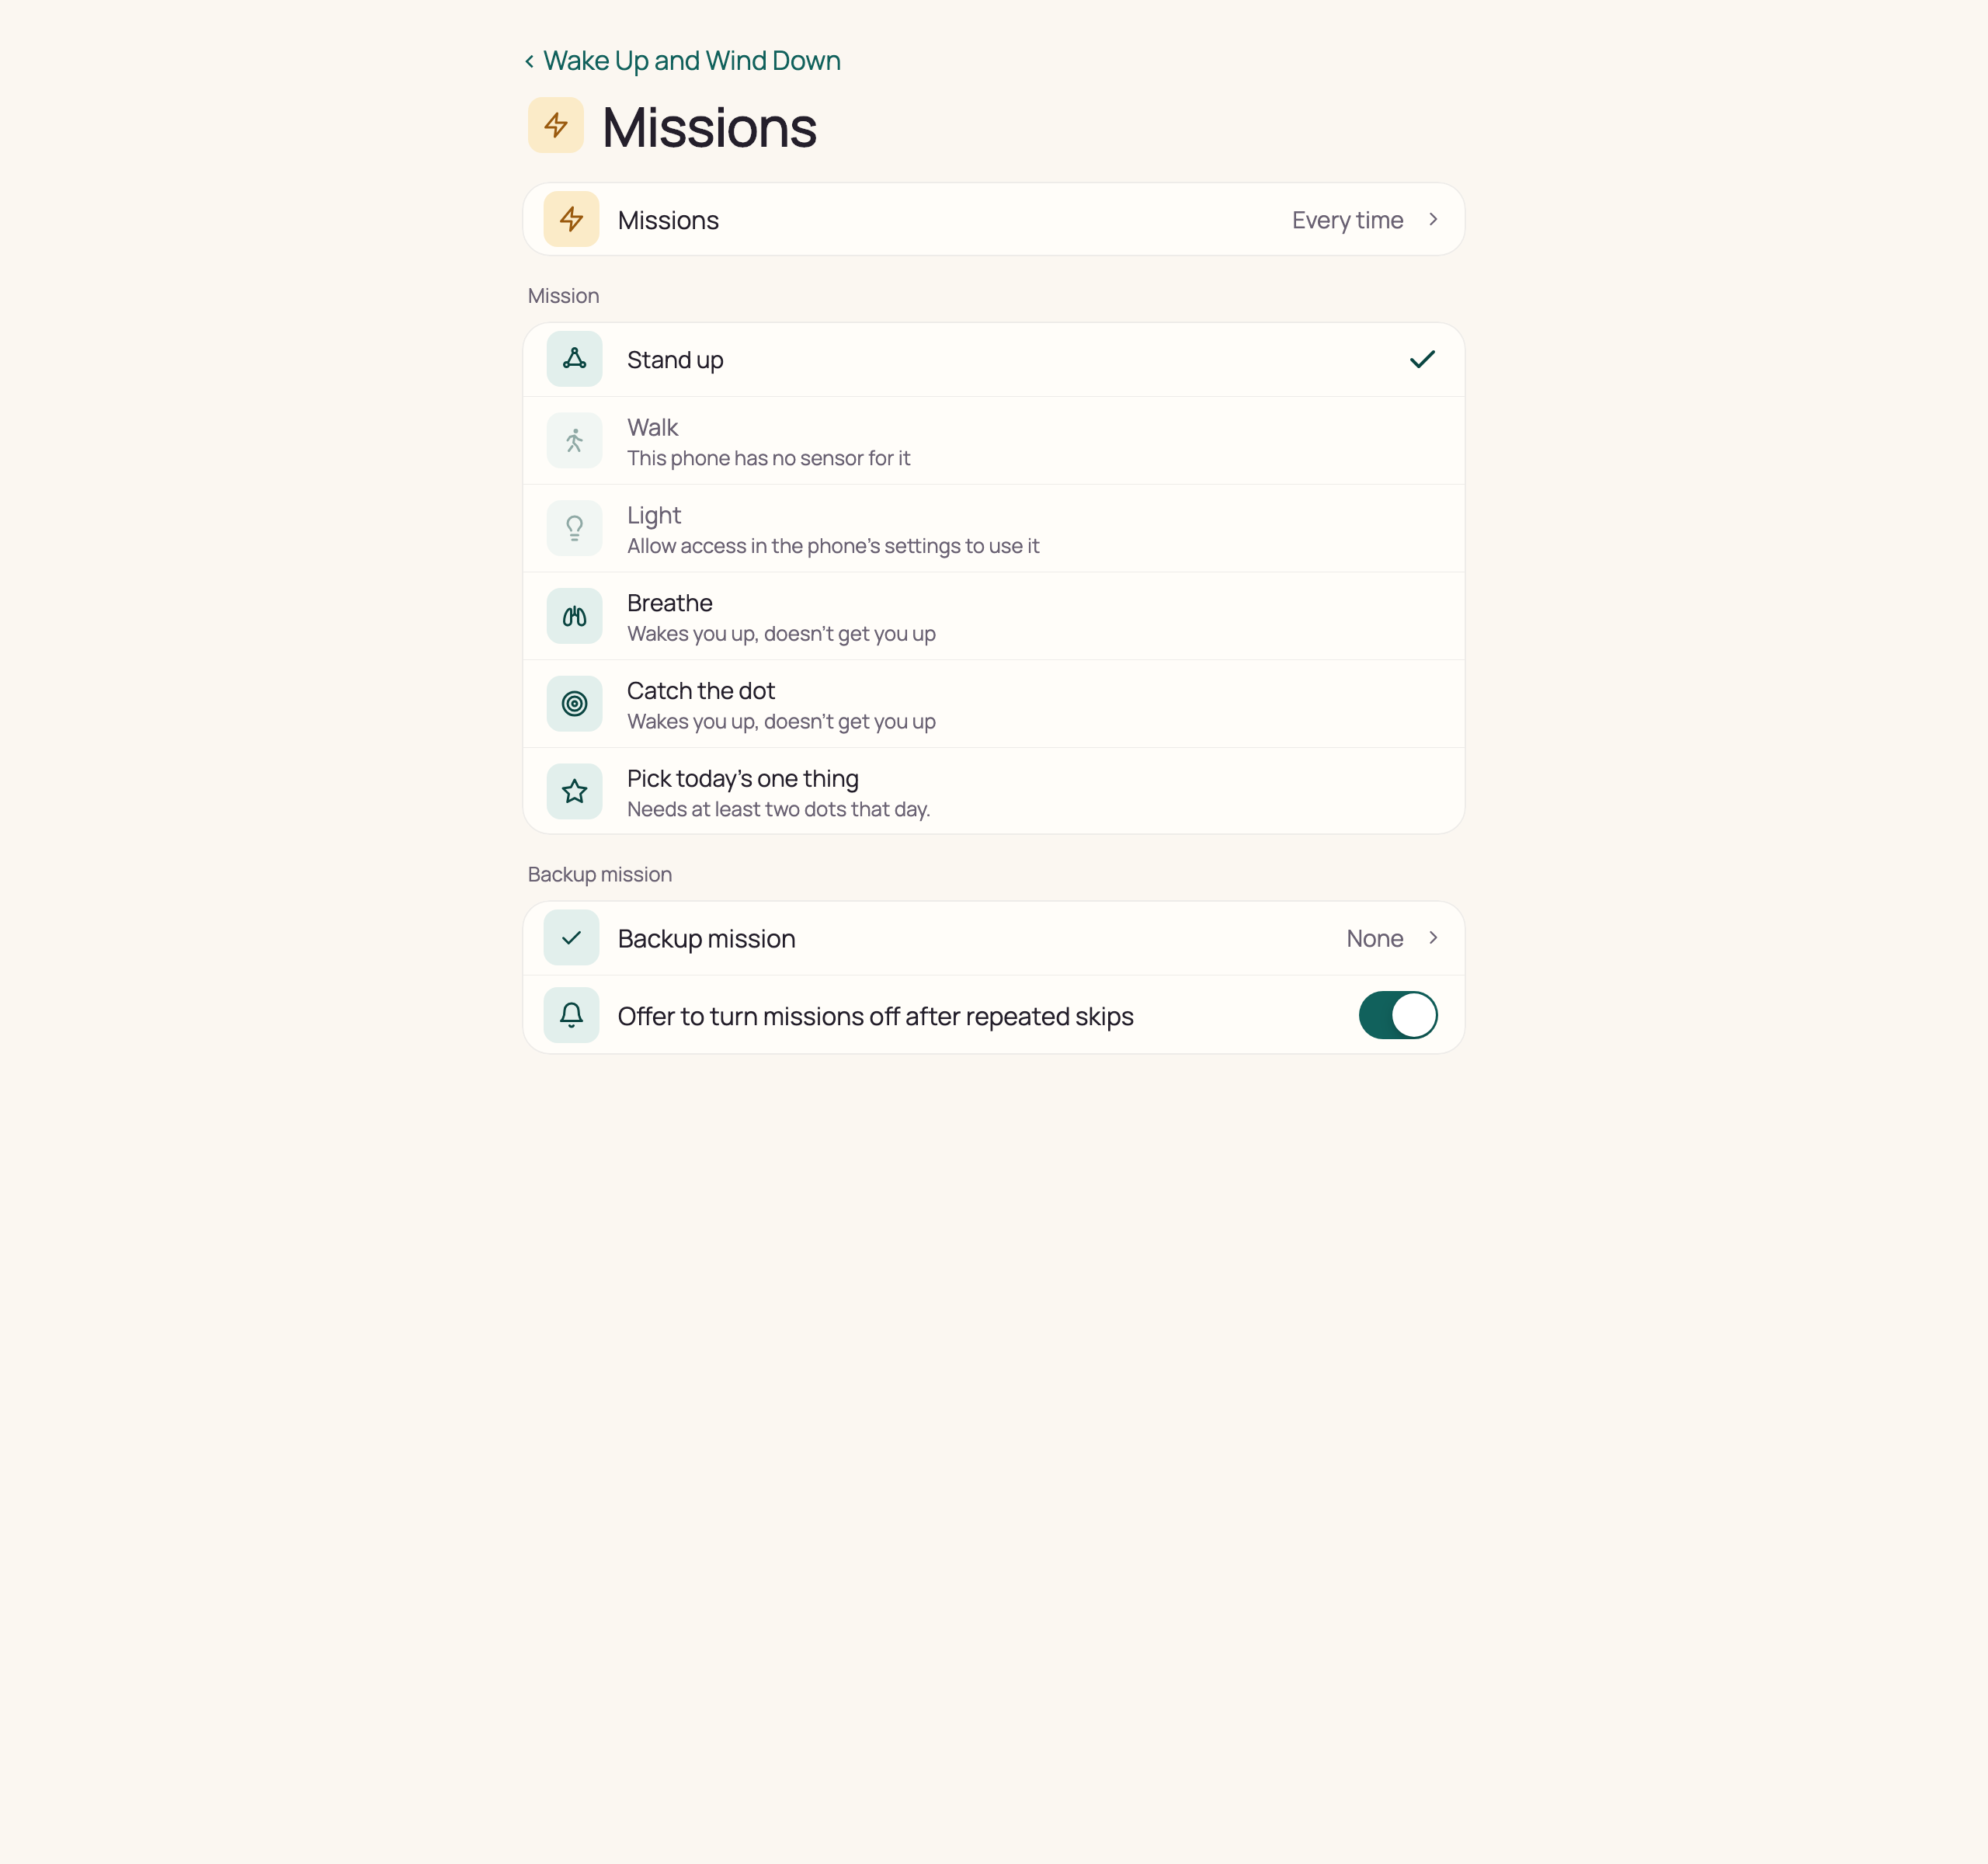 Wake Up and Wind Down
Missions
Missions
Every time
Mission
Stand up
Walk
This phone has no sensor for it
Light
Allow access in the phone's settings to use it
Breathe
Wakes you up, doesn't get you up
Catch the dot
Wakes you up, doesn't get you up
Pick today's one thing
Needs at least two dots that day.
Backup mission
Backup mission
None
Offer to turn missions off after repeated skips